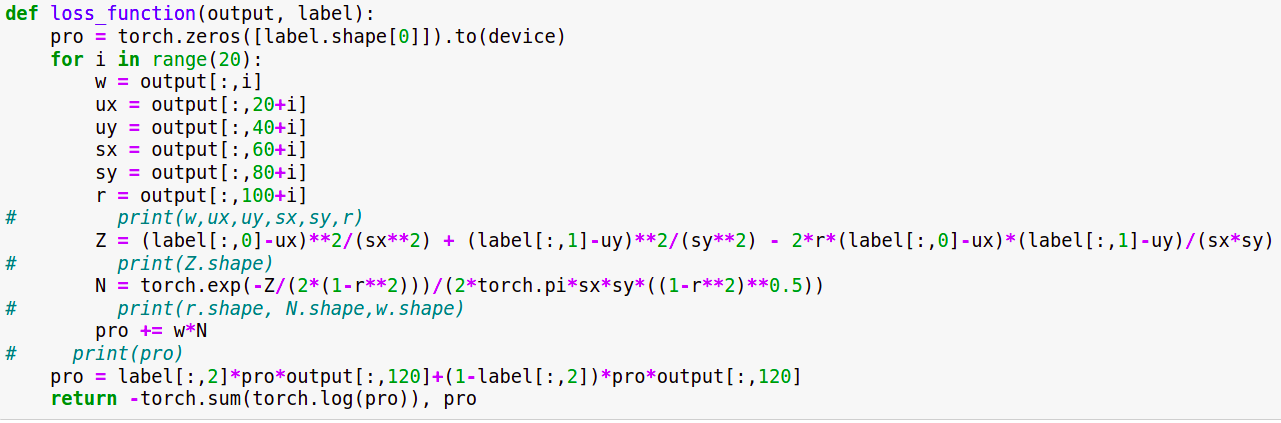 def loss_function(output, label):
    pro = torch.zeros([label.shape[0]]).to(device)
    for i in range(20):
        w = output[:,i]
        ux = output[:,20+i]
        uy = output[:,40+i]
        sx = output[:,60+i]
        sy = output[:,80+i]
        r = output[:,100+i]
#         print(w,ux,uy,sx,sy,r)
        Z = (label[:,0]-ux)**2/(sx**2) + (label[:,1]-uy)**2/(sy**2) - 2*r*(label[:,0]-ux)*(label[:,1]-uy)/(sx*sy)
#         print(Z.shape)
        N = torch.exp(-Z/(2*(1-r**2)))/(2*torch.pi*sx*sy*((1-r**2)**0.5))
#         print(r.shape, N.shape,w.shape)
        pro += w*N
#     print(pro)
    pro = label[:,2]*pro*output[:,120]+(1-label[:,2])*pro*output[:,120]
    return -torch.sum(torch.log(pro)), pro